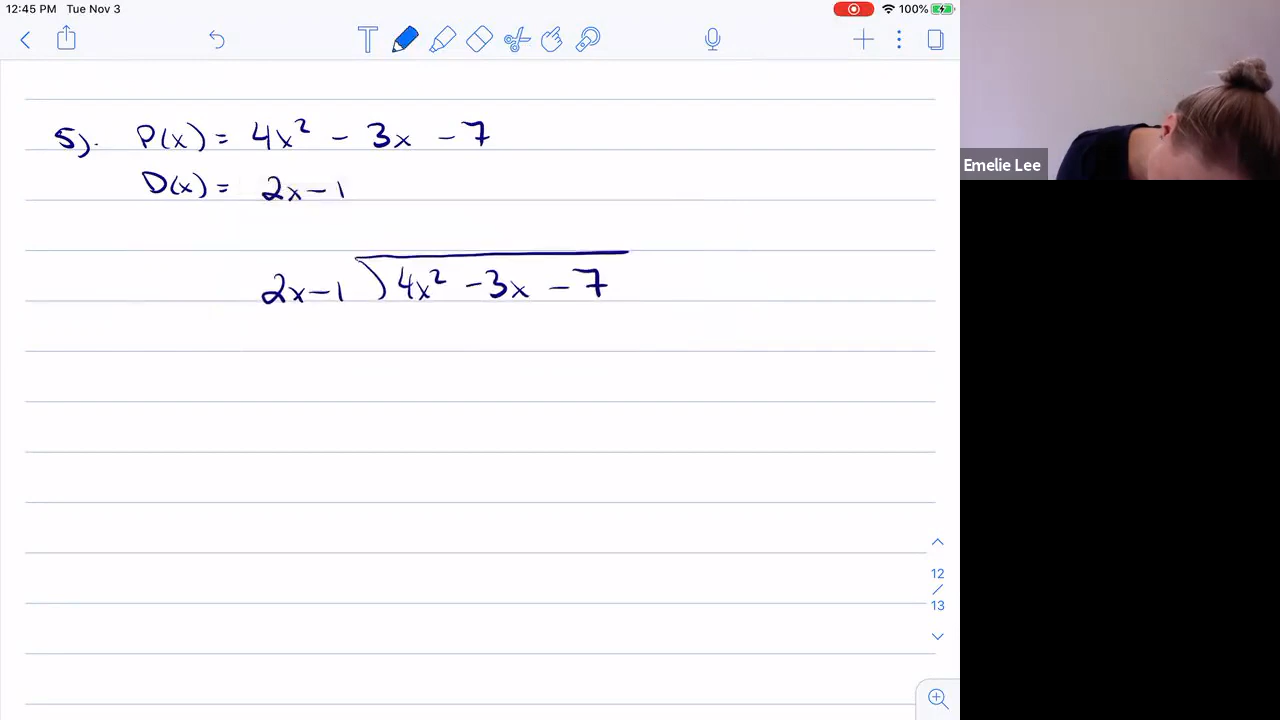 12:45 PM Tue Nov 3
100%
T
5). P(x) = 4x² - 3x - 7
D(x) = 2x-1
2x-1 ) 4x² -3x - 7
12
/
13
Emelie Lee